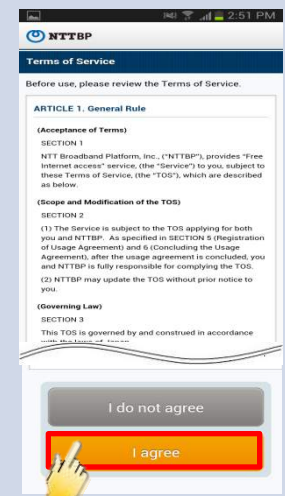 2:51 PM
NTTBP
Terms of Service
Before use, please review the Terms of Service.
ARTICLE 1. General Rule
(Acceptance of Terms)
SECTION 1
NTT Broadband Platform, Inc., ("NTTBP"), provides "Free
Internet access" service, (the "Service") to you, subject to
these Terms of Service, (the "TOS"), which are described
as below.
(Scope and Modification of the TOS)
SECTION 2
(1) The Service is subject to the TOS applying for both
you and NTTBP. As specified in SECTION 5 (Registration
of Usage Agreement) and 6 (Concluding the Usage
Agreement), after the usage agreement is concluded, you
and NTTBP is fully responsible for complying the TOS.
(2) NTTBP may update the TOS without prior notice to
you.
(Governing Law)
SECTION 3
This TOS is governed by and construed in accordance
with the laws of Japan
I do not agree
I agree